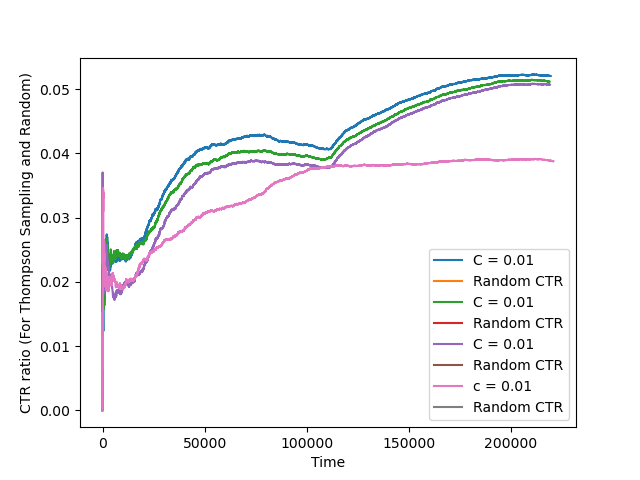 CTR ratio (For Thompson Sampling and Random)
0.05
0.04
0.03
0.02
0.01
0.00
C = 0.01
Random CTR
C = 0.01
Random CTR
C = 0.01
Random CTR
c = 0.01
Random CTR
0
50000
100000
150000
200000
Time